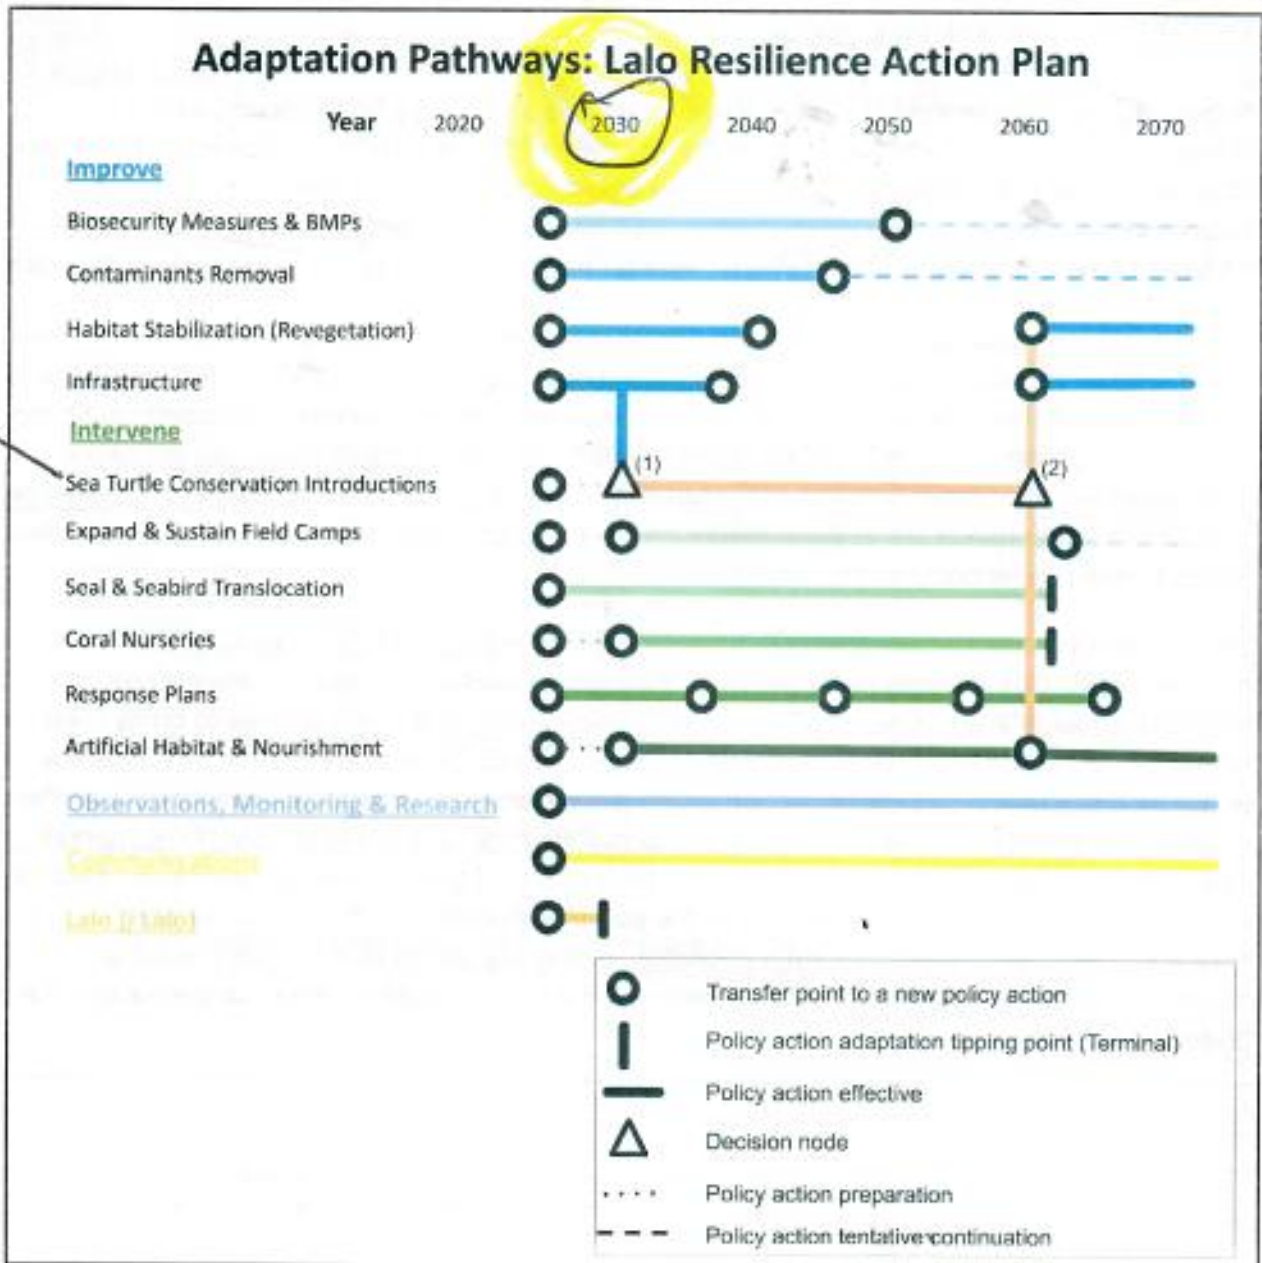 Adaptation Pathways: Lalo Resilience Action Plan
Year 2020 2030 2040 2050 2060 2070
Improve
Biosecurity Measures & BMPs
Contaminants Removal
Habitat Stabilization (Revegetation)
Infrastructure
Intervene
Sea Turtle Conservation Introductions (1) (2)
Expand & Sustain Field Camps
Seal & Seabird Translocation
Coral Nurseries
Response Plans
Artificial Habitat & Nourishment
Observations, Monitoring & Research
Communications
Lalo (/Lalo)
Transfer point to a new policy action
Policy action adaptation tipping point (Terminal)
Policy action effective
Decision node
Policy action preparation
Policy action tentative continuation